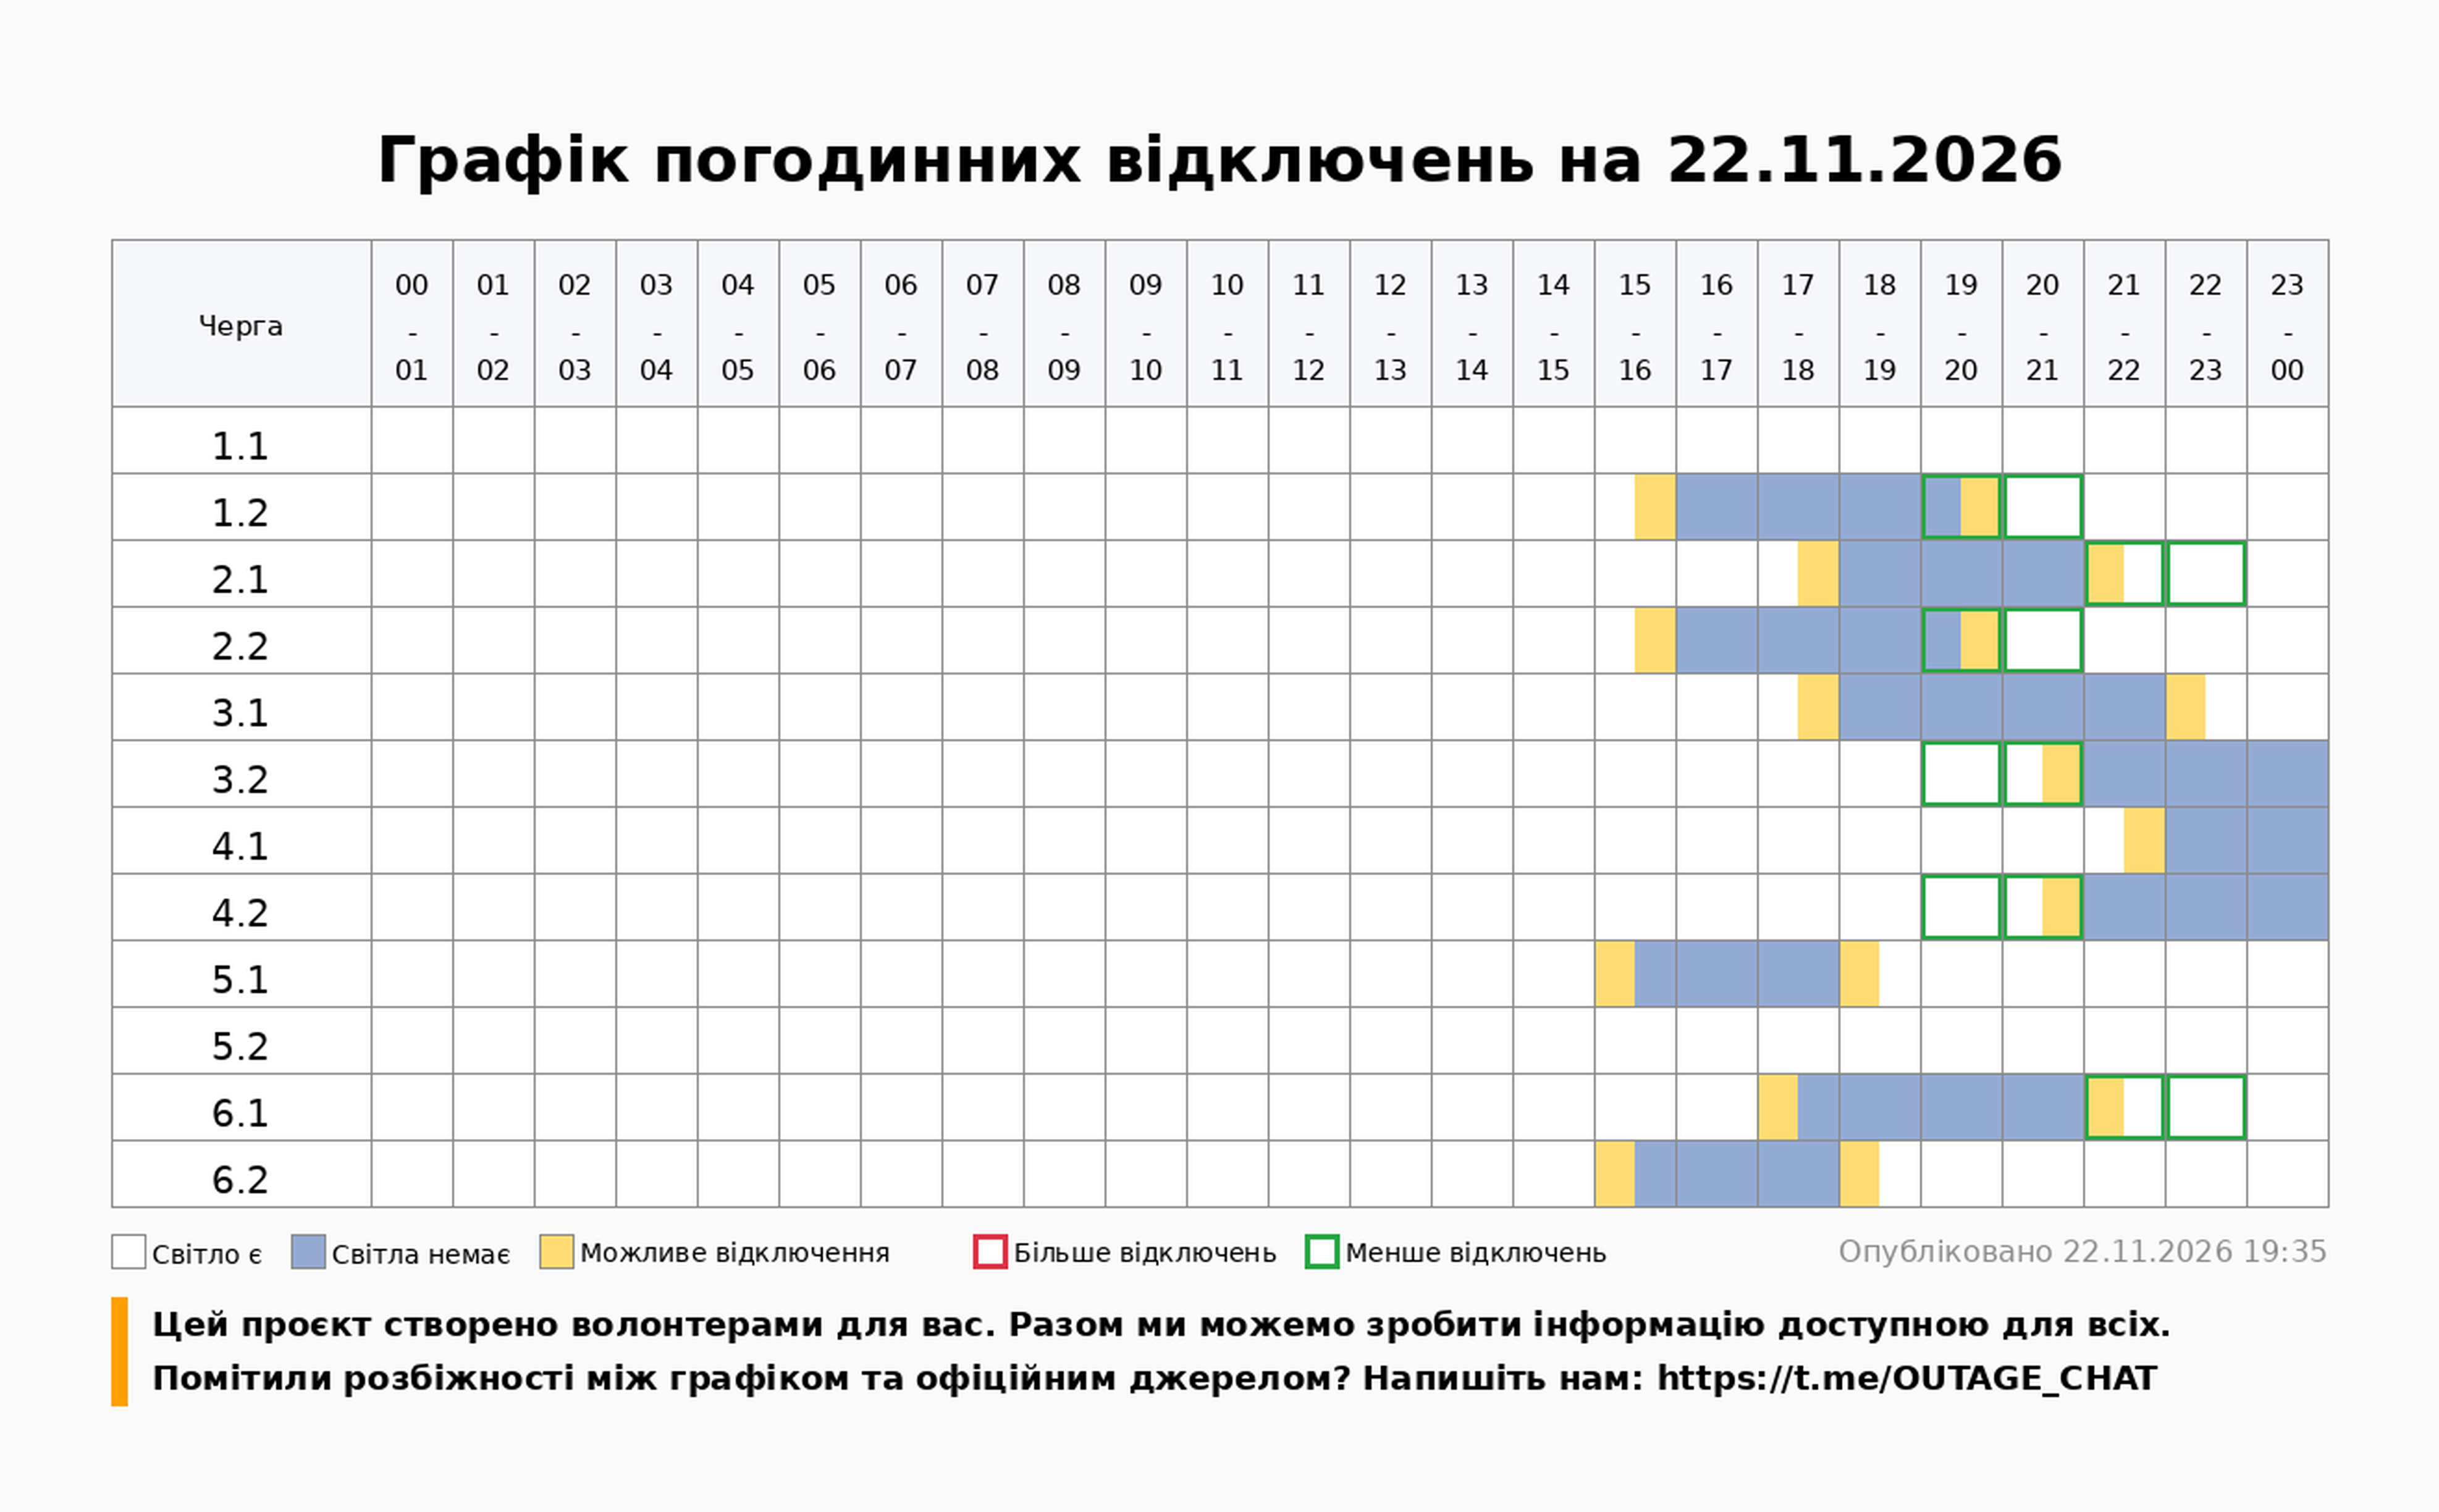 Графік погодинних відключень на 22.11.2026
Черга 00 - 01 01 - 02 02 - 03 03 - 04 04 - 05 05 - 06 06 - 07 07 - 08 08 - 09 09 - 10 10 - 11 11 - 12 12 - 13 13 - 14 14 - 15 15 - 16 16 - 17 17 - 18 18 - 19 19 - 20 20 - 21 21 - 22 22 - 23 23 - 00
1.1
1.2
2.1
2.2
3.1
3.2
4.1
4.2
5.1
5.2
6.1
6.2
Світло є Світла немає Можливе відключення Більше відключень Менше відключень Опубліковано 22.11.2026 19:35
Цей проєкт створено волонтерами для вас. Разом ми можемо зробити інформацію доступною для всіх.
Помітили розбіжності між графіком та офіційним джерелом? Напишіть нам: https://t.me/OUTAGE_CHAT